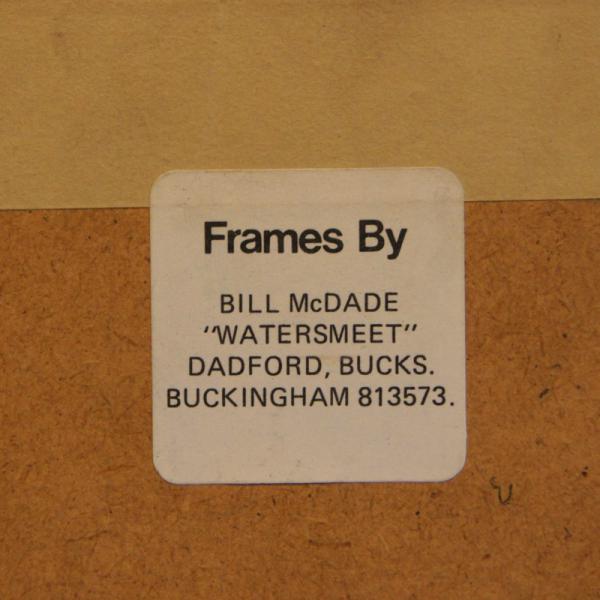 Frames By
BILL McDADE
"WATERSMEET"
DADFORD, BUCKS.
BUCKINGHAM 813573.